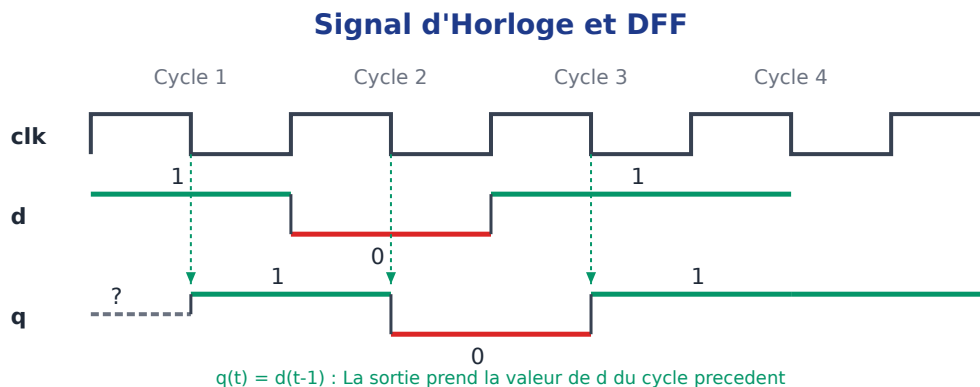 Signal d'Horloge et DFF
Cycle 1 Cycle 2 Cycle 3 Cycle 4
clk
1 1
d
0
? 1 1
q
0
q(t) = d(t-1) : La sortie prend la valeur de d du cycle precedent